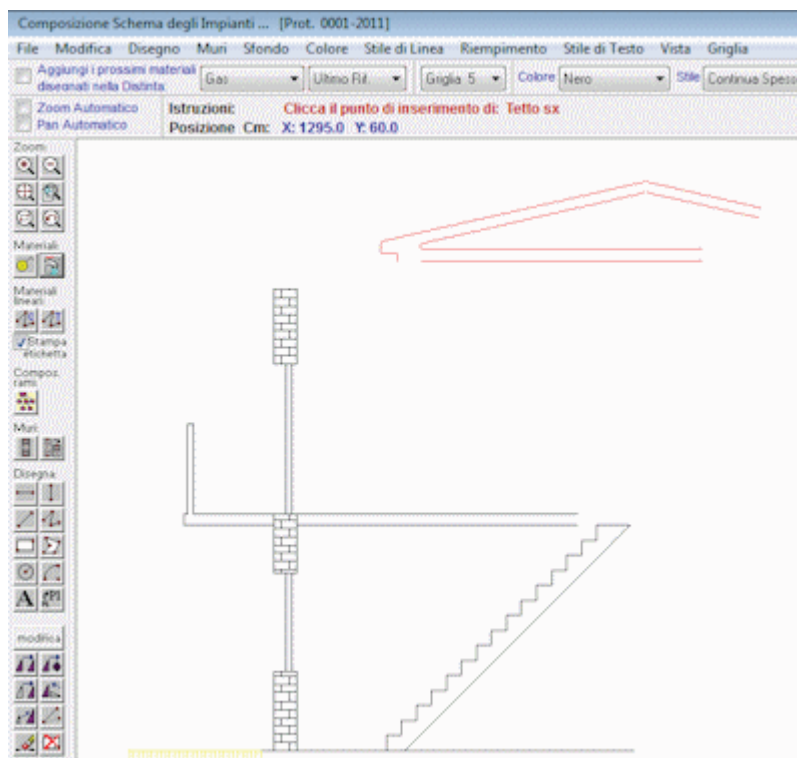 Composizione Schema degli Impianti ... [Prot. 0001-2011]
File Modifica Disegno Muri Sfondo Colore Stile di Linea Riempimento Stile di Testo Vista Griglia
Aggiungi i prossimi materiali
disegnati nella Distinta
Gas
Ultimo Rif.
Griglia 5
Colore
Nero
Stile
Continua Spess
Zoom Automatico
Pan Automatico
Istruzioni: Clicca il punto di inserimento di: Tetto sx
Posizione Cm: X: 1295.0 Y: 60.0
Zoom:
Materiali:
Materiali
lineari:
Stampa
etichetta
Compos.
rami:
Muri:
Disegna:
A
modifica